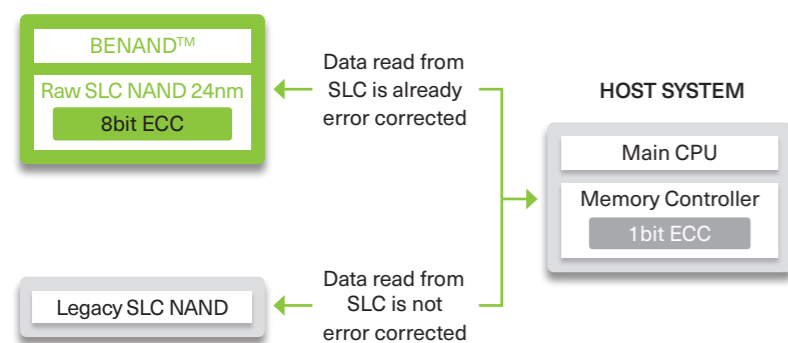 BENAND™
Raw SLC NAND 24nm
8bit ECC
Data read from
SLC is already
error corrected
HOST SYSTEM
Main CPU
Memory Controller
1bit ECC
Legacy SLC NAND
Data read from
SLC is not
error corrected